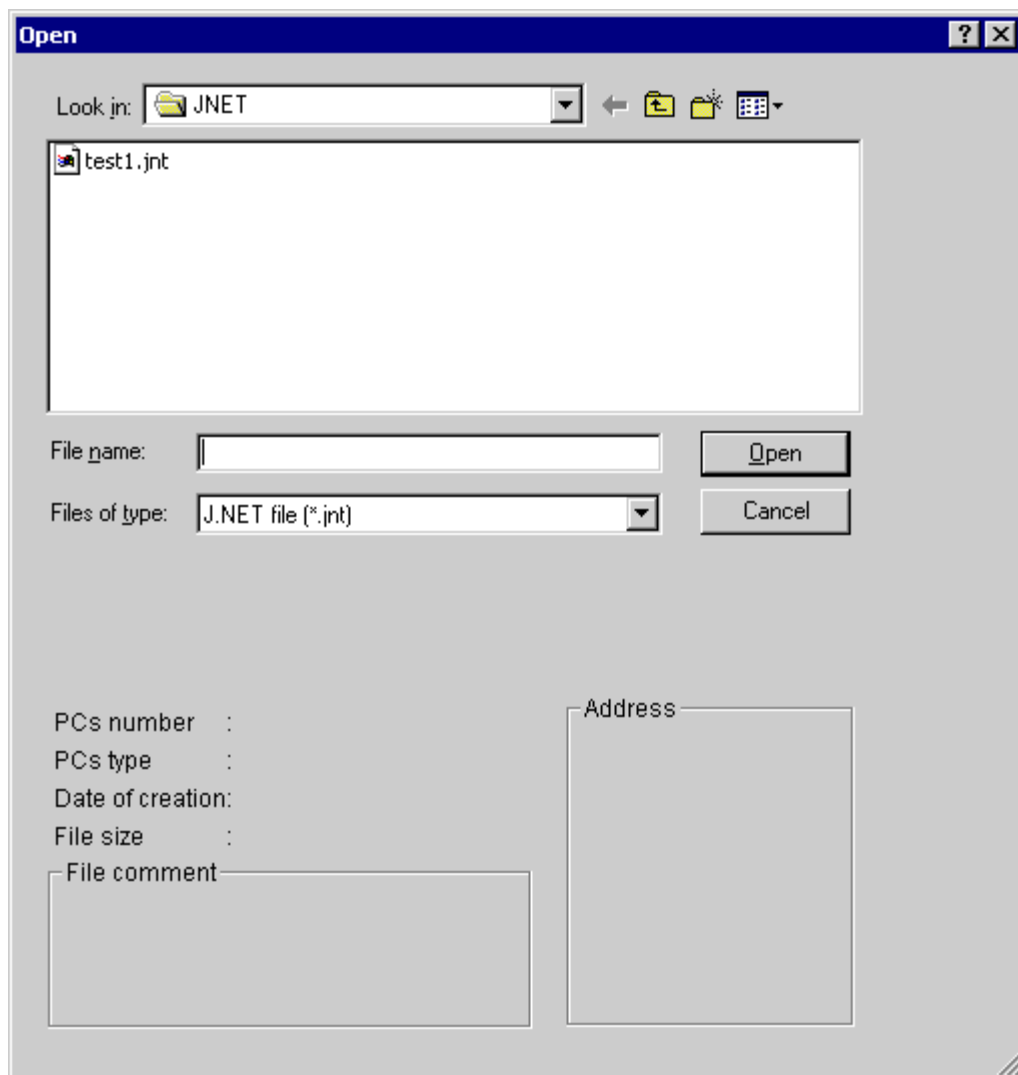 Open
Look in: JNET
test1.jnt
File name:
Open
Files of type: J.NET file (*.jnt)
Cancel
PCs number :
PCs type :
Date of creation:
File size :
File comment
Address